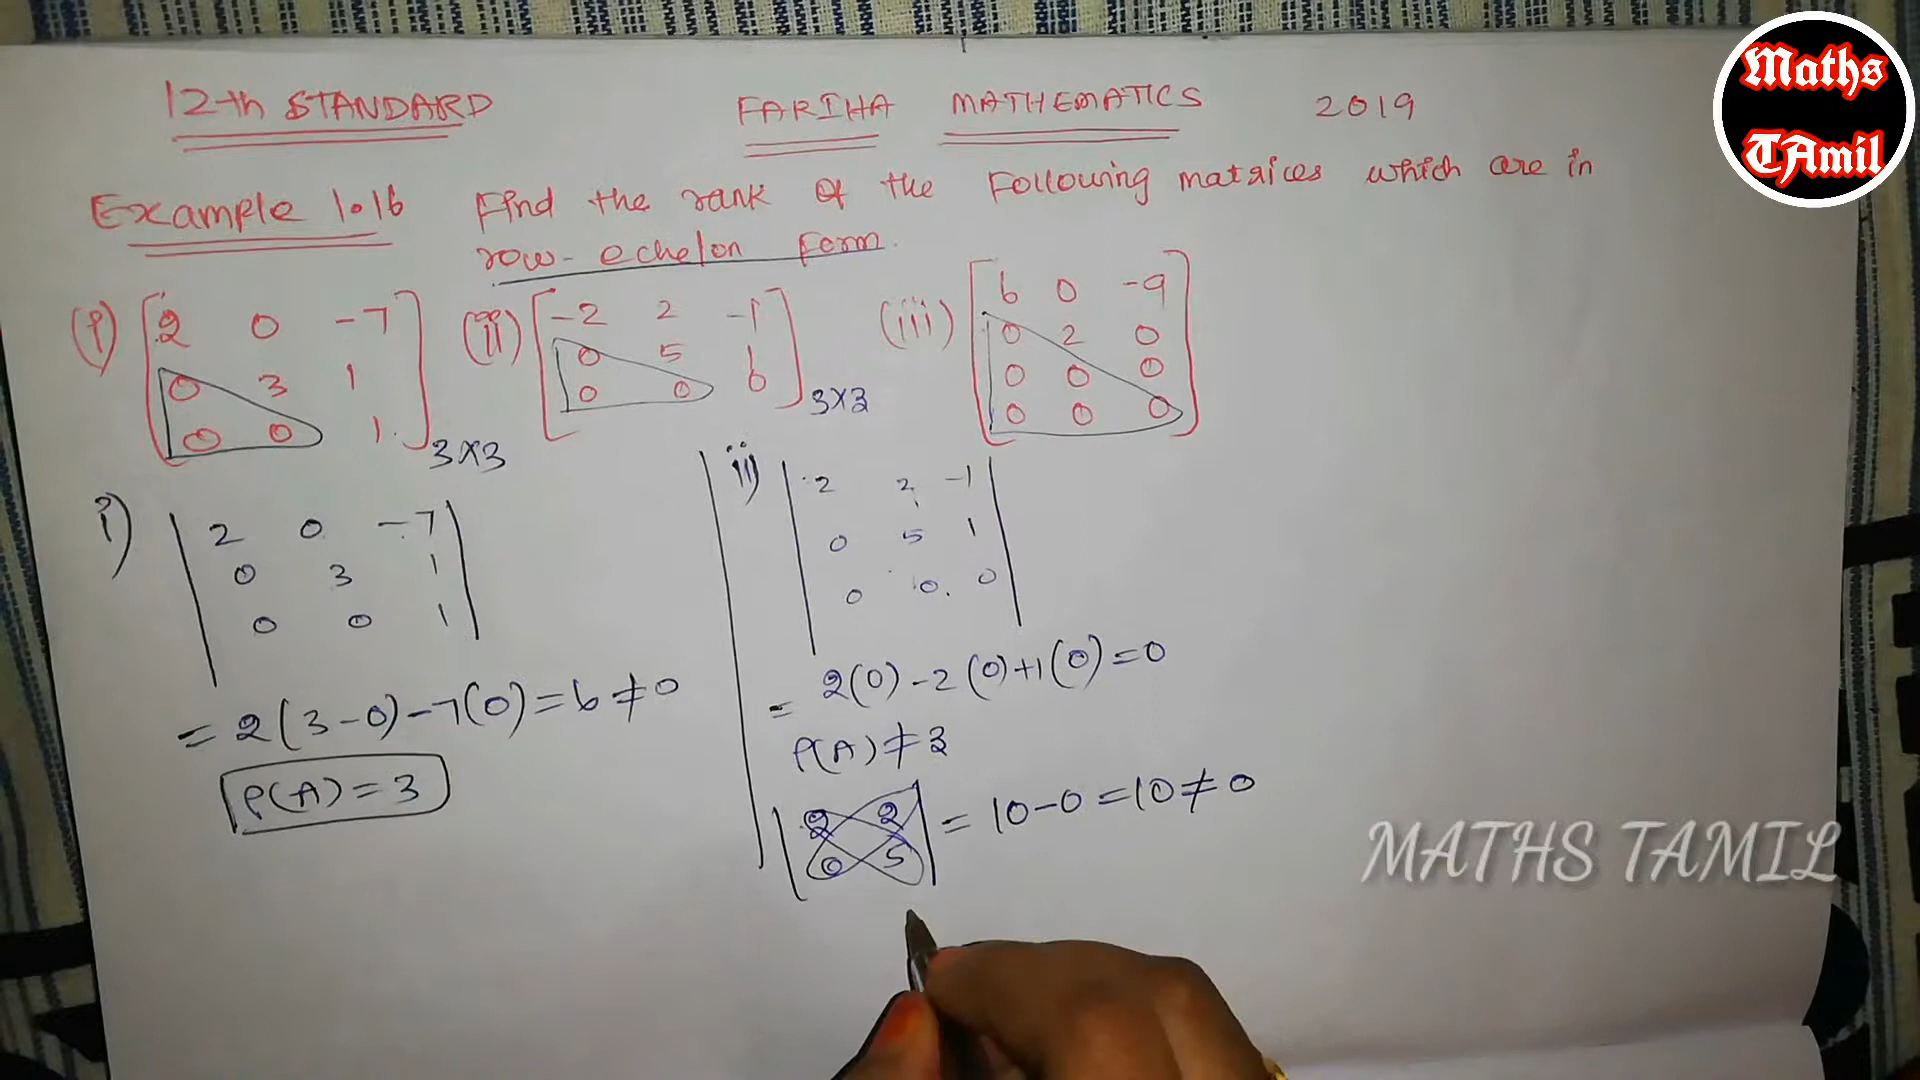 Maths
TAmil
12th STANDARD FARIHA MATHEMATICS 2019
Example 1.16 Find the rank of the following matrices which are in
row-echelon form.
(i) (ii) (iii)
2 0 -7
0 3 1
0 0 1
3×3
-2 2 -1
0 5 1
0 0 6
3×3
6 0 -9
0 2 0
0 0 0
0 0 0
i)
2 0 -7
0 3 1
0 0 1
= 2(3-0)-7(0)=6≠0
ρ(A)=3
ii)
-2 2 -1
0 5 1
0 0 0
= 2(0)-2(0)+1(0)=0
ρ(A)≠3
2 2
0 5
= 10-0=10≠0
MATHS TAMIL